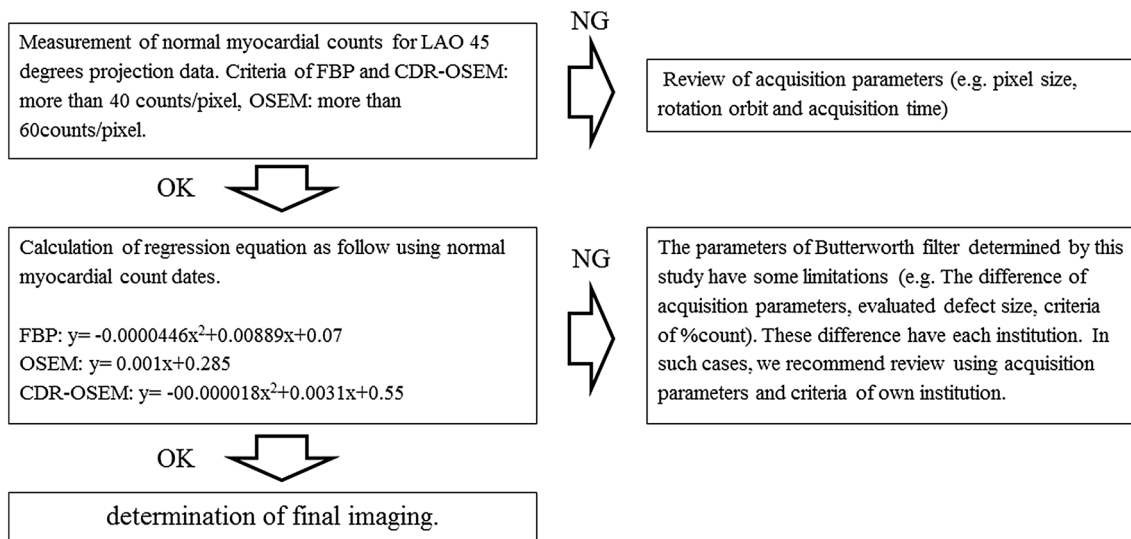 Measurement of normal myocardial counts for LAO 45
degrees projection data. Criteria of FBP and CDR-OSEM:
more than 40 counts/pixel, OSEM: more than
60counts/pixel.
NG
Review of acquisition parameters (e.g. pixel size,
rotation orbit and acquisition time)
OK
Calculation of regression equation as follow using normal
myocardial count dates.
FBP: y= -0.0000446x²+0.00889x+0.07
OSEM: y= 0.001x+0.285
CDR-OSEM: y= -00.000018x²+0.0031x+0.55
NG
The parameters of Butterworth filter determined by this
study have some limitations (e.g. The difference of
acquisition parameters, evaluated defect size, criteria
of %count). These difference have each institution. In
such cases, we recommend review using acquisition
parameters and criteria of own institution.
OK
determination of final imaging.